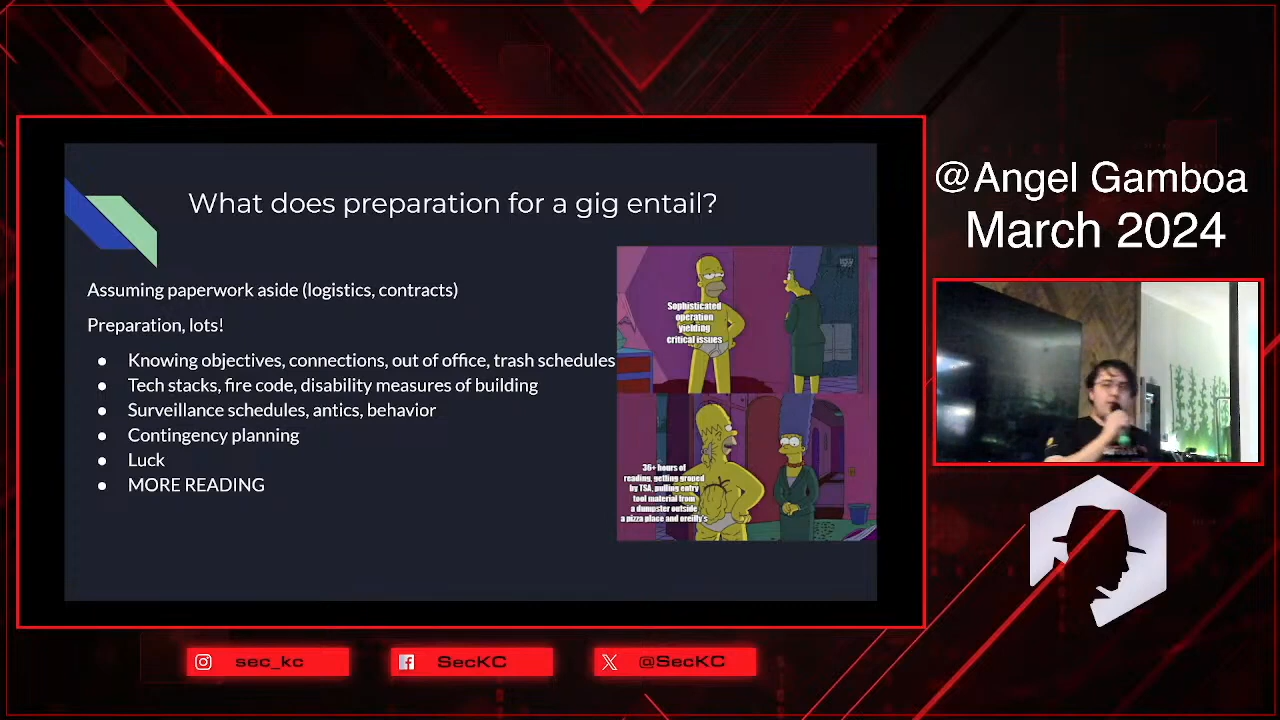 What does preparation for a gig entail?
Assuming paperwork aside (logistics, contracts)
Preparation, lots!
● Knowing objectives, connections, out of office, trash schedules
● Tech stacks, fire code, disability measures of building
● Surveillance schedules, antics, behavior
● Contingency planning
● Luck
● MORE READING
Sophisticated
operation
yielding
critical issues
36+ hours of
reading, getting groped
by TSA, pulling entry
tool material from
a dumpster outside
a pizza place and oreilly's
@Angel Gamboa
March 2024
sec_kc
SecKC
@SecKC